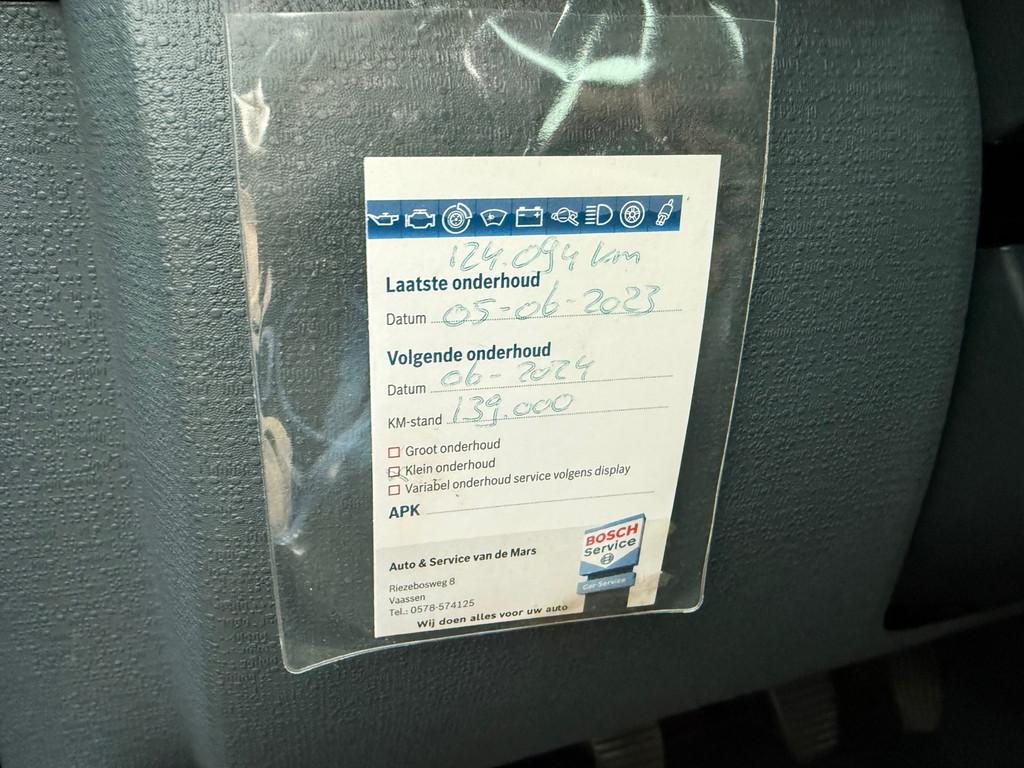 124.094 km
Laatste onderhoud
Datum 05-06-2023
Volgende onderhoud
Datum 06-2024
KM-stand 139.000
Groot onderhoud
Klein onderhoud
Variabel onderhoud service volgens display
APK
Auto & Service van de Mars
Riezebosweg 8
Vaassen
Tel.: 0578-574125
Wij doen alles voor uw auto
BOSCH
Service
Car Service